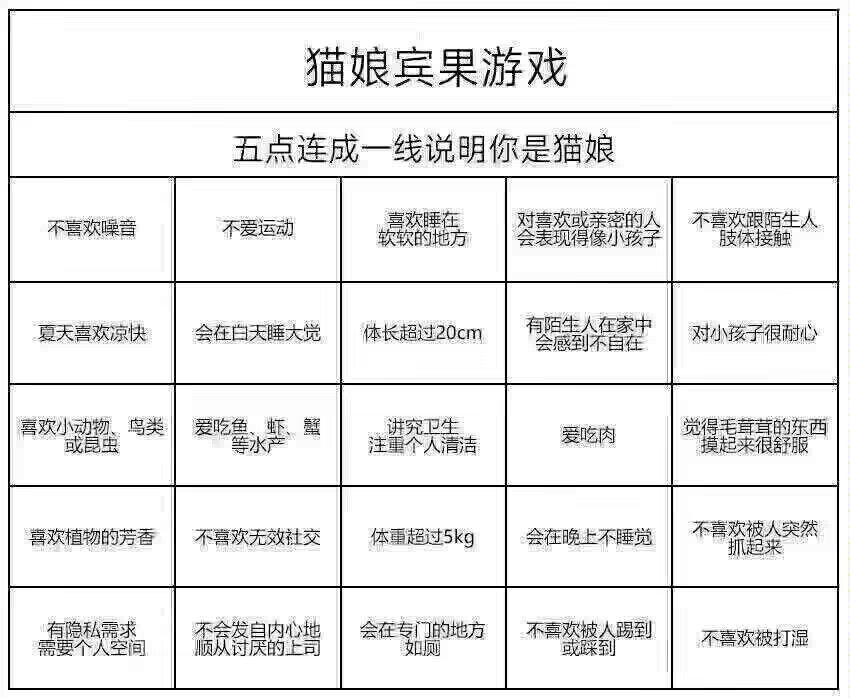 猫娘宾果游戏
五点连成一线说明你是猫娘
不喜欢噪音
不爱运动
喜欢睡在
软软的地方
对喜欢或亲密的人
会表现得像小孩子
不喜欢跟陌生人
肢体接触
夏天喜欢凉快
会在白天睡大觉
体长超过20cm
有陌生人在家中
会感到不自在
对小孩子很耐心
喜欢小动物、鸟类
或昆虫
爱吃鱼、虾、蟹
等水产
讲究卫生
注重个人清洁
爱吃肉
觉得毛茸茸的东西
摸起来很舒服
喜欢植物的芳香
不喜欢无效社交
体重超过5kg
会在晚上不睡觉
不喜欢被人突然
抓起来
有隐私需求
需要个人空间
不会发自内心地
顺从讨厌的上司
会在专门的地方
如厕
不喜欢被人踢到
或踩到
不喜欢被打湿